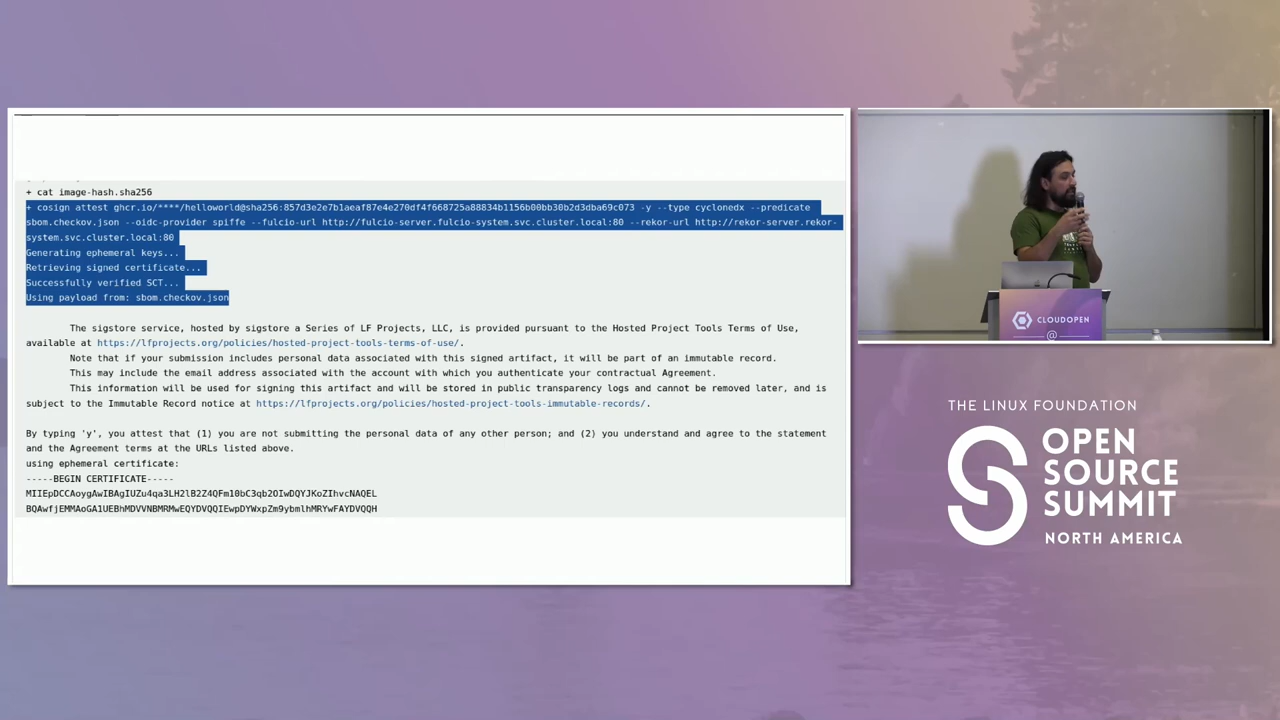 + cat image-hash.sha256
+ cosign attest ghcr.io/****/helloworld@sha256:857d3e2e7b1aeaf87e4e270df4f668725a88834b1156b00bb30b2d3dba69c073 -y --type cyclonedx --predicate
sbom.checkov.json --oidc-provider spiffe --fulcio-url http://fulcio-server.fulcio-system.svc.cluster.local:80 --rekor-url http://rekor-server.rekor-
system.svc.cluster.local:80
Generating ephemeral keys...
Retrieving signed certificate...
Successfully verified SCT...
Using payload from: sbom.checkov.json
The sigstore service, hosted by sigstore a Series of LF Projects, LLC, is provided pursuant to the Hosted Project Tools Terms of Use,
available at https://lfprojects.org/policies/hosted-project-tools-terms-of-use/.
Note that if your submission includes personal data associated with this signed artifact, it will be part of an immutable record.
This may include the email address associated with the account with which you authenticate your contractual Agreement.
This information will be used for signing this artifact and will be stored in public transparency logs and cannot be removed later, and is
subject to the Immutable Record notice at https://lfprojects.org/policies/hosted-project-tools-immutable-records/.
By typing 'y', you attest that (1) you are not submitting the personal data of any other person; and (2) you understand and agree to the statement
and the Agreement terms at the URLs listed above.
using ephemeral certificate:
-----BEGIN CERTIFICATE-----
MIIEpDCCAoygAwIBAgIUZu4qa3LH2lB2Z4QFm10bC3qb2OIwDQYJKoZIhvcNAQEL
BQAwfjEMMAoGA1UEBhMDVVNBMRMwEQYDVQQIEwpDYWxpZm9ybmlhMRYwFAYDVQQH
CLOUDOPEN
@
THE LINUX FOUNDATION
OPEN
SOURCE
SUMMIT
NORTH AMERICA